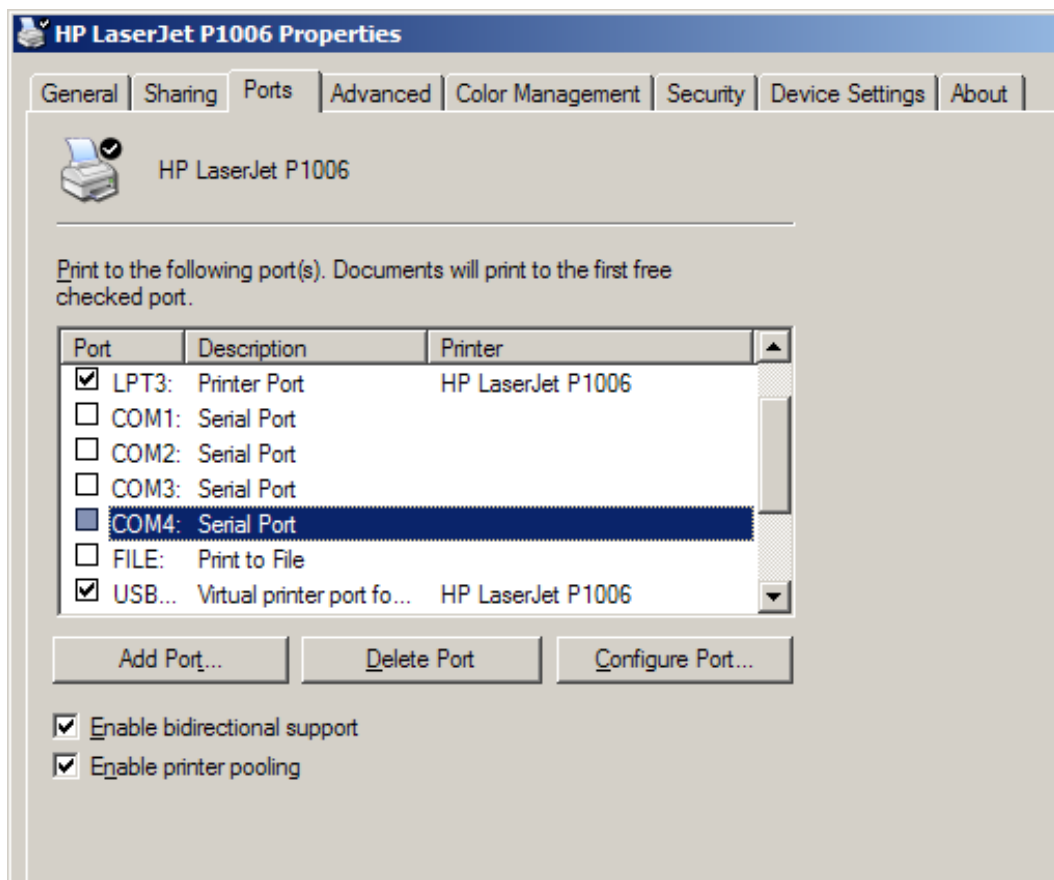 HP LaserJet P1006 Properties
General Sharing Ports Advanced Color Management Security Device Settings About
HP LaserJet P1006
Print to the following port(s). Documents will print to the first free
checked port.
Port Description Printer
LPT3: Printer Port HP LaserJet P1006
COM1: Serial Port
COM2: Serial Port
COM3: Serial Port
COM4: Serial Port
FILE: Print to File
USB... Virtual printer port fo... HP LaserJet P1006
Add Port... Delete Port Configure Port...
Enable bidirectional support
Enable printer pooling